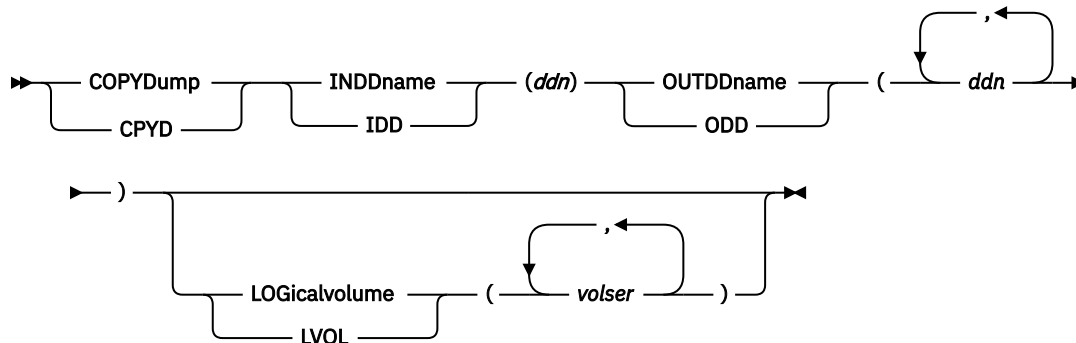 ,
COPYDump INDDname (ddn) OUTDDname ( ddn
CPYD IDD ODD
)
,
LOGicalvolume ( volser )
LVOL